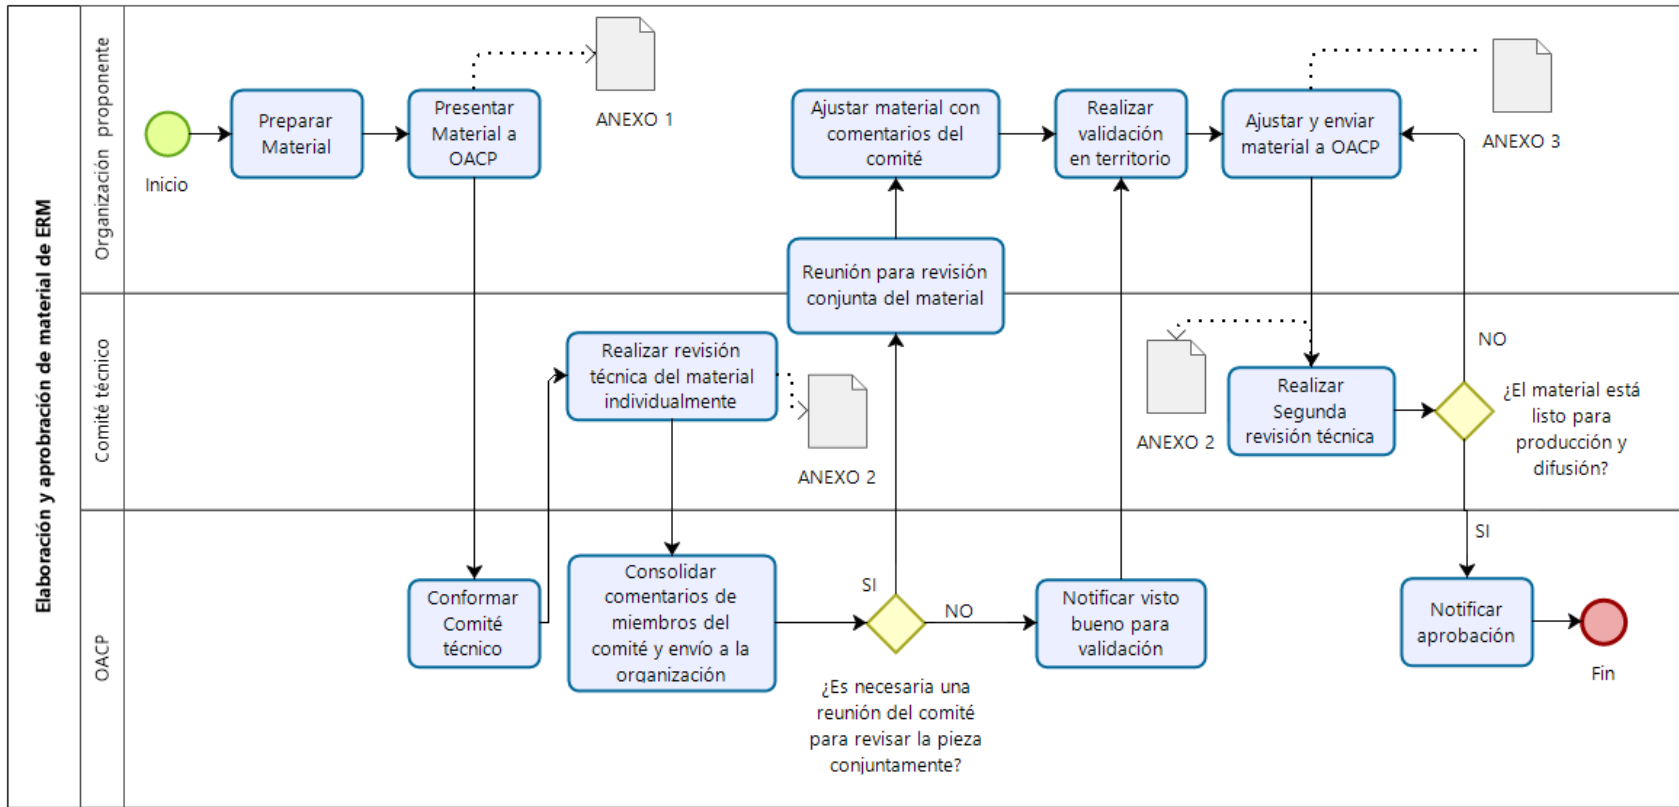 Elaboración y aprobración de material de ERM
Organización proponente
Inicio
Preparar
Material
Presentar
Material a
OACP
ANEXO 1
Ajustar material con
comentarios del
comité
Realizar
validación
en territorio
Ajustar y enviar
material a OACP
ANEXO 3
Reunión para revisión
conjunta del material
Comité técnico
Realizar revisión
técnica del material
individualmente
ANEXO 2
ANEXO 2
Realizar
Segunda
revisión técnica
NO
¿El material está
listo para
producción y
difusión?
OACP
Conformar
Comité
técnico
Consolidar
comentarios de
miembros del
comité y envío a la
organización
SI
NO
¿Es necesaria una
reunión del comité
para revisar la pieza
conjuntamente?
Notificar visto
bueno para
validación
SI
Notificar
aprobación
Fin